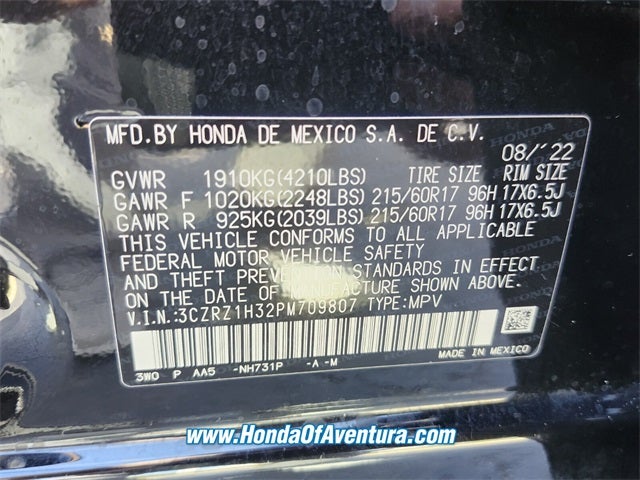 MFD.BY HONDA DE MEXICO S.A. DE C.V.
08/'22
GVWR 1910KG(4210LBS) TIRE SIZE RIM SIZE
GAWR F 1020KG(2248LBS) 215/60R17 96H 17X6.5J
GAWR R 925KG(2039LBS) 215/60R17 96H 17X6.5J
THIS VEHICLE CONFORMS TO ALL APPLICABLE
FEDERAL MOTOR VEHICLE SAFETY
AND THEFT PREVENTION STANDARDS IN EFFECT
ON THE DATE OF MANUFACTURE SHOWN ABOVE.
V.I.N.:3CZRZ1H32PM709807 TYPE:MPV
3W0 P AA5 -NH731P -A-M MADE IN MEXICO
www.HondaOfAventura.com